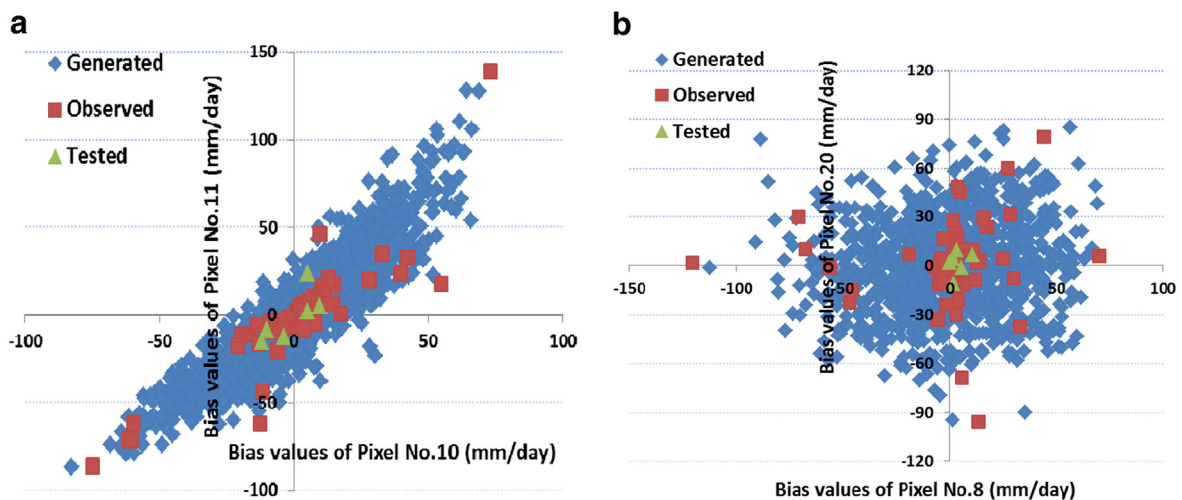 a
150
Generated
Observed
Tested
100
50
0
-50
-100
-100
-50
0
50
100
Bias values of Pixel No.11 (mm/day)
Bias values of Pixel No.10 (mm/day)
b
120
Generated
Observed
Tested
90
60
30
0
-30
-60
-90
-120
-150
-100
-50
0
50
100
Bias values of Pixel No.20 (mm/day)
Bias values of Pixel No.8 (mm/day)